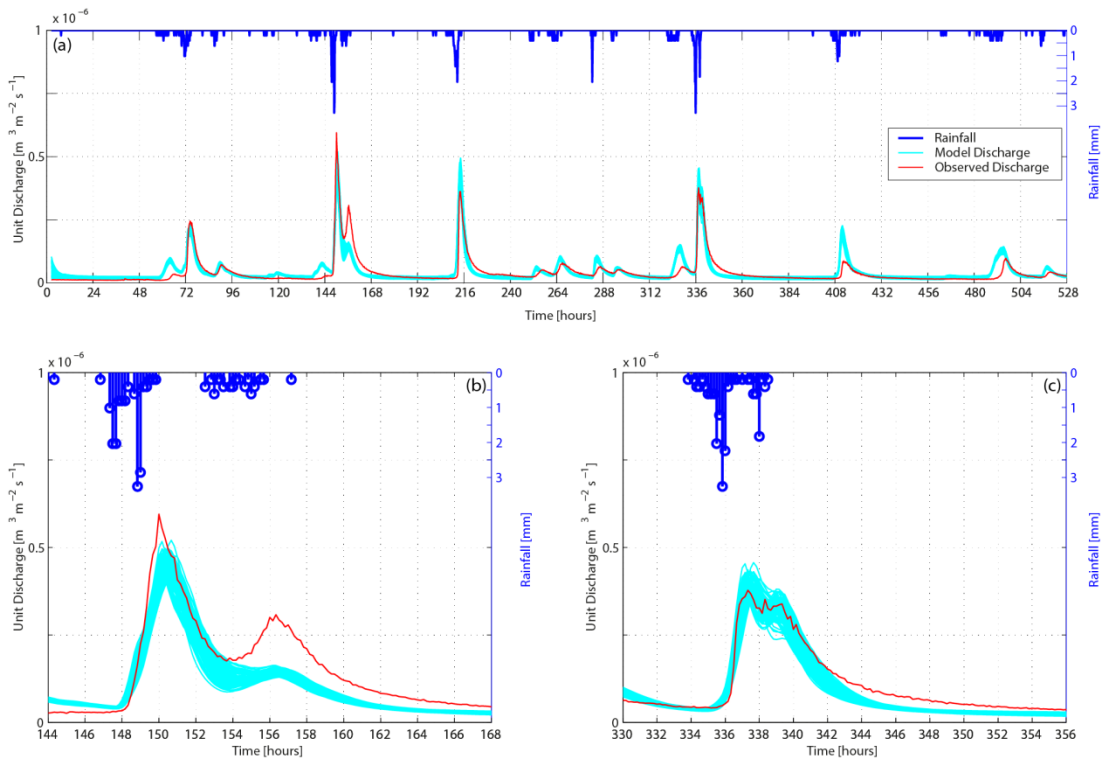 x 10⁻⁶
1
(a)
0
1
2
3
0.5
0
Unit Discharge [m³ m⁻² s⁻¹]
Rainfall [mm]
Rainfall
Model Discharge
Observed Discharge
0 24 48 72 96 120 144 168 192 216 240 264 288 312 336 360 384 408 432 456 480 504 528
Time [hours]
x 10⁻⁶
1
(b)
0
1
2
3
0.5
0
Unit Discharge [m³ m⁻² s⁻¹]
Rainfall [mm]
144 148 150 152 154 156 158 160 162 164 166 168
Time [hours]
x 10⁻⁶
1
(c)
0
1
2
3
0.5
0
Unit Discharge [m³ m⁻² s⁻¹]
Rainfall [mm]
330 332 334 336 338 340 342 344 346 348 350 352 354 356
Time [hours]